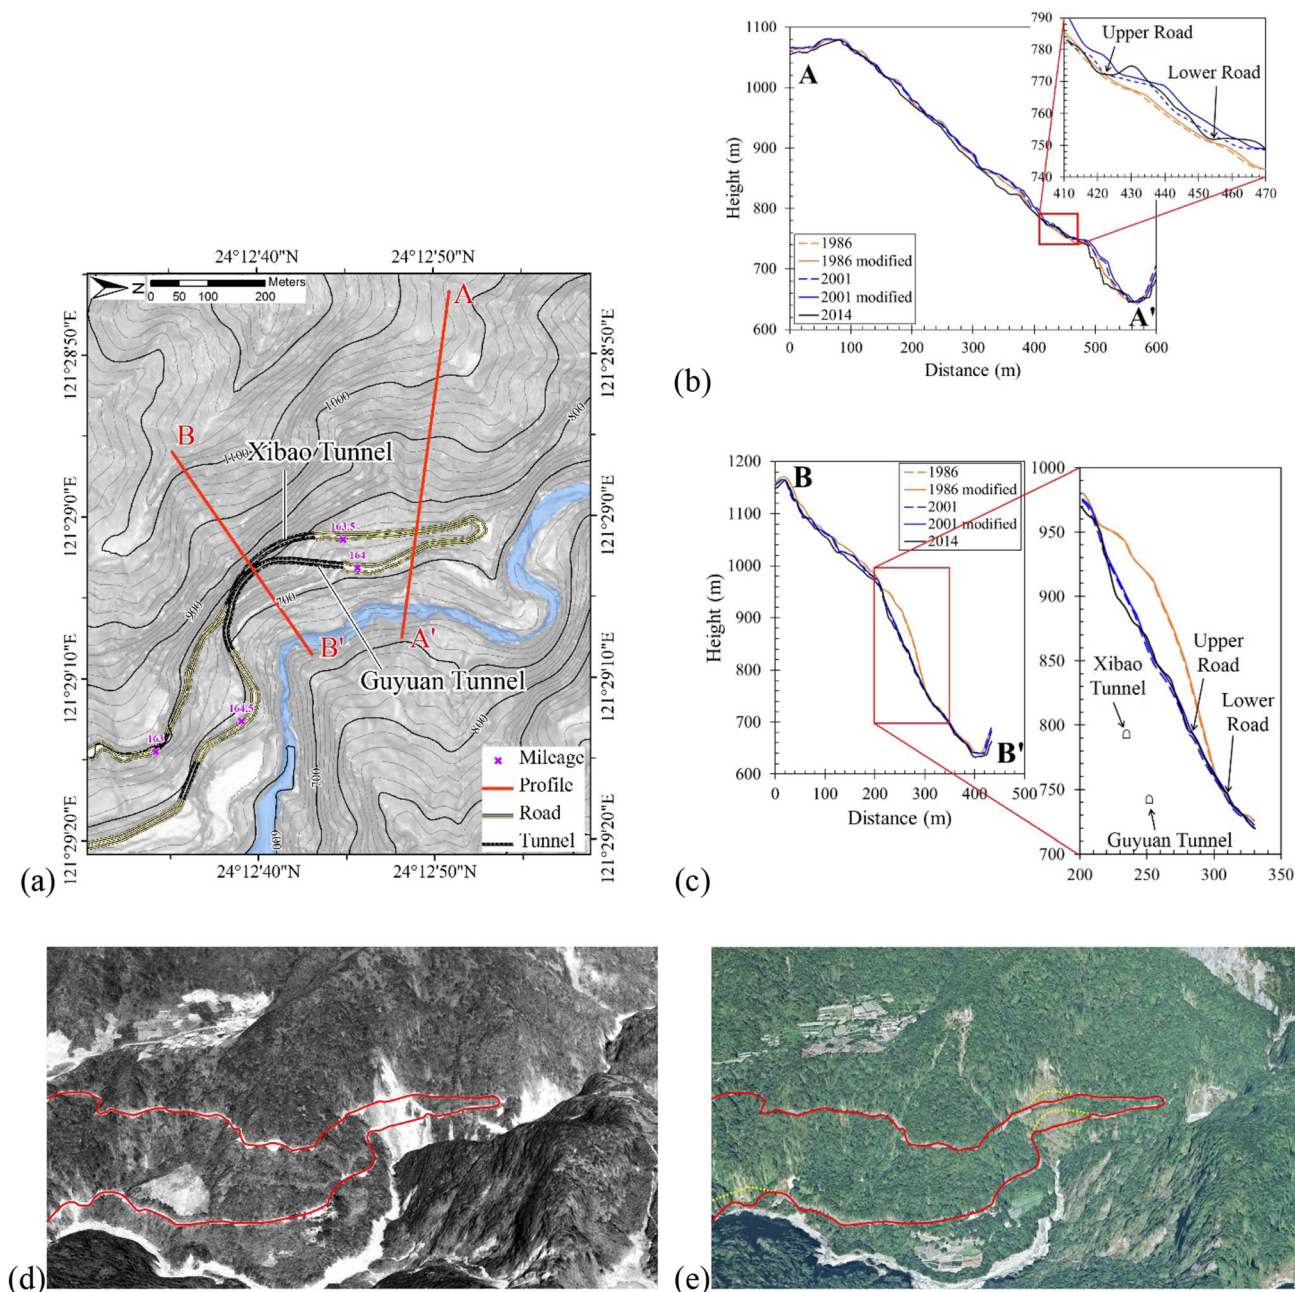 24°12'40"N 24°12'50"N
Meters
0 50 100 200
N
A
B
1000
1100
800
Xibao Tunnel
163.5
164
900
700
B'
A'
Guyuan Tunnel
164.5
163
800
700
600
Mileage
Profile
Road
Tunnel
121°28'50"E
121°29'0"E
121°29'10"E
121°29'20"E
121°28'50"E
121°29'0"E
121°29'10"E
121°29'20"E
24°12'40"N 24°12'50"N
(a)
1100
1000
900
800
700
600
Height (m)
A
A'
1986
1986 modified
2001
2001 modified
2014
0 100 200 300 400 500 600
Distance (m)
790
780
770
760
750
740
Upper Road
Lower Road
410 420 430 440 450 460 470
(b)
1200
1100
1000
900
800
700
600
Height (m)
B
B'
1986
1986 modified
2001
2001 modified
2014
0 100 200 300 400 500
Distance (m)
1000
950
900
850
800
750
700
Xibao
Tunnel
Upper
Road
Lower
Road
Guyuan Tunnel
200 250 300 350
(c)
(d)
(e)